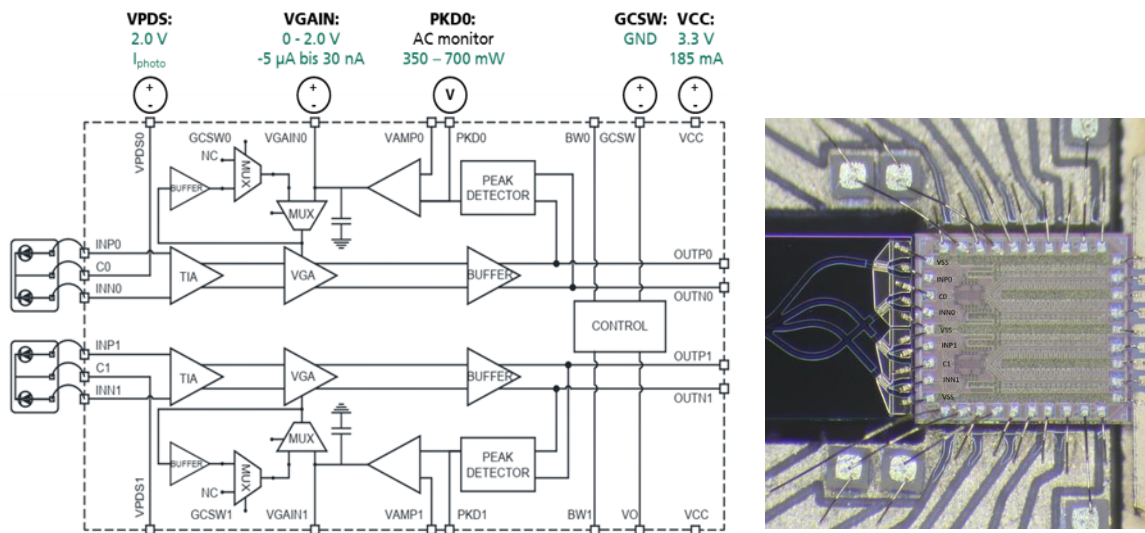 VPDS:
2.0 V
Iphoto
VGAIN:
0 - 2.0 V
-5 µA bis 30 nA
PKD0:
AC monitor
350 – 700 mW
GCSW:
GND
VCC:
3.3 V
185 mA
+
-
+
-
V
+
-
+
-
VPDS0
GCSW0
VGAIN0
VAMP0
PKD0
BW0
GCSW
VCC
NC
MUX
BUFFER
MUX
PEAK
DETECTOR
INP0
C0
INN0
TIA
VGA
BUFFER
OUTP0
OUTN0
CONTROL
INP1
C1
INN1
TIA
VGA
BUFFER
OUTP1
OUTN1
MUX
BUFFER
MUX
PEAK
DETECTOR
NC
VPDS1
GCSW1
VGAIN1
VAMP1
PKD1
BW1
VO
VCC
VSS
INP0
C0
INN0
VSS
INP1
C1
INN1
VSS